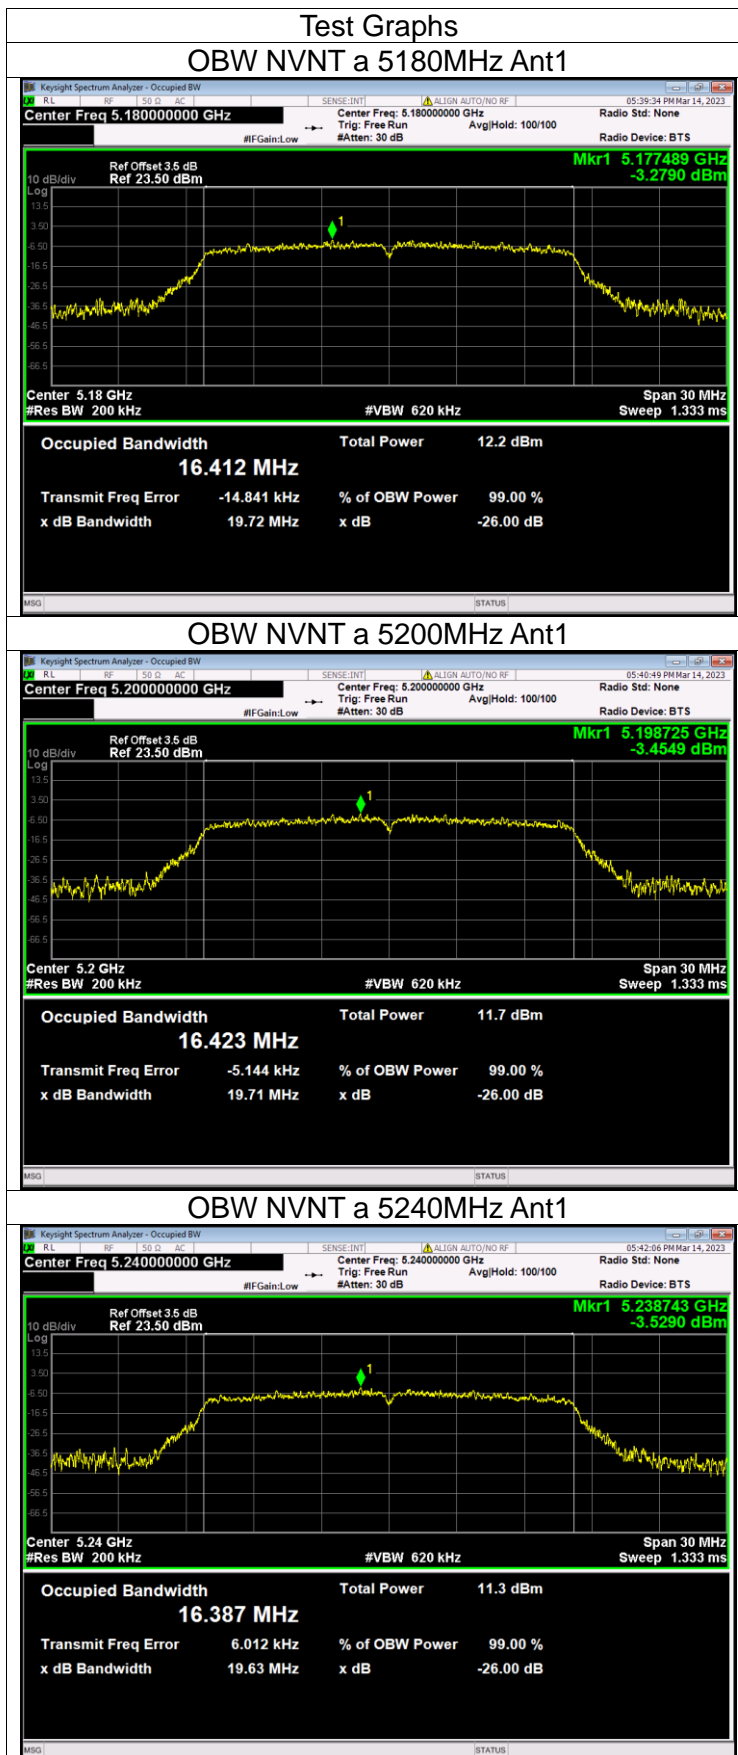 Test Graphs
OBW NVNT a 5180MHz Ant1
Keysight Spectrum Analyzer - Occupied BW
RL RF 50 Ω AC SENSE:INT ALIGN AUTO/NO RF 05:39:34 PM Mar 14, 2023
Center Freq 5.180000000 GHz Center Freq: 5.180000000 GHz Radio Std: None
Trig: Free Run Avg|Hold: 100/100
#IFGain:Low #Atten: 30 dB Radio Device: BTS
Mkr1 5.177489 GHz
-3.2790 dBm
Ref Offset 3.5 dB
10 dB/div Ref 23.50 dBm
Log
13.5
1
3.50
-6.50
-16.5
-26.5
-36.5
-46.5
-56.5
-66.5
Center 5.18 GHz Span 30 MHz
#Res BW 200 kHz #VBW 620 kHz Sweep 1.333 ms
Occupied Bandwidth Total Power 12.2 dBm
16.412 MHz
Transmit Freq Error -14.841 kHz % of OBW Power 99.00 %
x dB Bandwidth 19.72 MHz x dB -26.00 dB
MSG STATUS
OBW NVNT a 5200MHz Ant1
Keysight Spectrum Analyzer - Occupied BW
RL RF 50 Ω AC SENSE:INT ALIGN AUTO/NO RF 05:40:49 PM Mar 14, 2023
Center Freq 5.200000000 GHz Center Freq: 5.200000000 GHz Radio Std: None
Trig: Free Run Avg|Hold: 100/100
#IFGain:Low #Atten: 30 dB Radio Device: BTS
Mkr1 5.198725 GHz
-3.4549 dBm
Ref Offset 3.5 dB
10 dB/div Ref 23.50 dBm
Log
13.5
1
3.50
-6.50
-16.5
-26.5
-36.5
-46.5
-56.5
-66.5
Center 5.2 GHz Span 30 MHz
#Res BW 200 kHz #VBW 620 kHz Sweep 1.333 ms
Occupied Bandwidth Total Power 11.7 dBm
16.423 MHz
Transmit Freq Error -5.144 kHz % of OBW Power 99.00 %
x dB Bandwidth 19.71 MHz x dB -26.00 dB
MSG STATUS
OBW NVNT a 5240MHz Ant1
Keysight Spectrum Analyzer - Occupied BW
RL RF 50 Ω AC SENSE:INT ALIGN AUTO/NO RF 05:42:06 PM Mar 14, 2023
Center Freq 5.240000000 GHz Center Freq: 5.240000000 GHz Radio Std: None
Trig: Free Run Avg|Hold: 100/100
#IFGain:Low #Atten: 30 dB Radio Device: BTS
Mkr1 5.238743 GHz
-3.5290 dBm
Ref Offset 3.5 dB
10 dB/div Ref 23.50 dBm
Log
13.5
1
3.50
-6.50
-16.5
-26.5
-36.5
-46.5
-56.5
-66.5
Center 5.24 GHz Span 30 MHz
#Res BW 200 kHz #VBW 620 kHz Sweep 1.333 ms
Occupied Bandwidth Total Power 11.3 dBm
16.387 MHz
Transmit Freq Error 6.012 kHz % of OBW Power 99.00 %
x dB Bandwidth 19.63 MHz x dB -26.00 dB
MSG STATUS